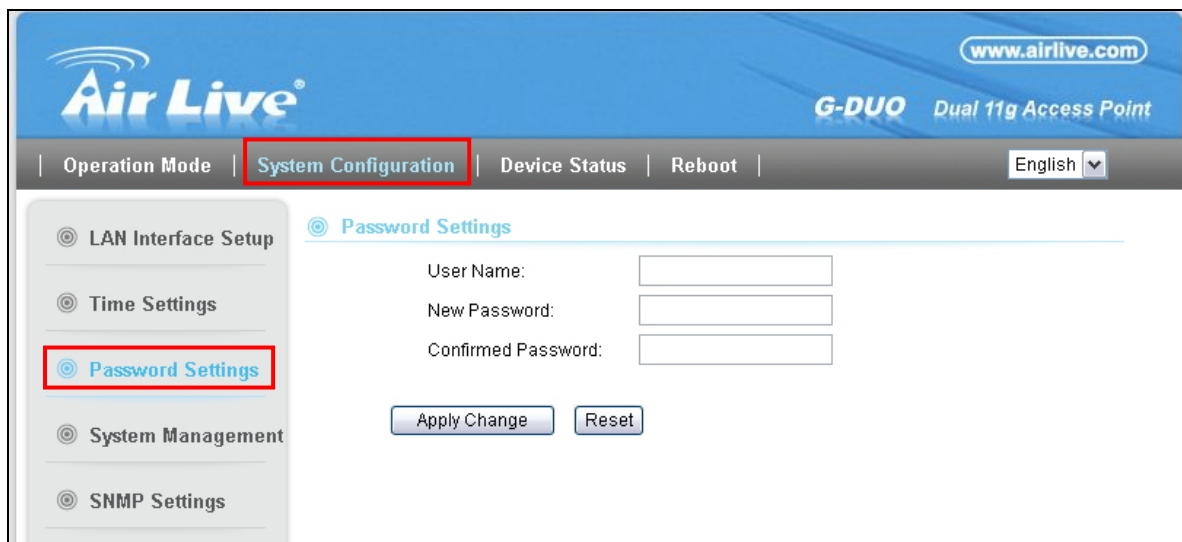 www.airlive.com
Air Live®
G-DUO Dual 11g Access Point
| Operation Mode | System Configuration | Device Status | Reboot | English
LAN Interface Setup
Time Settings
Password Settings
System Management
SNMP Settings
Password Settings
User Name:
New Password:
Confirmed Password:
Apply Change Reset